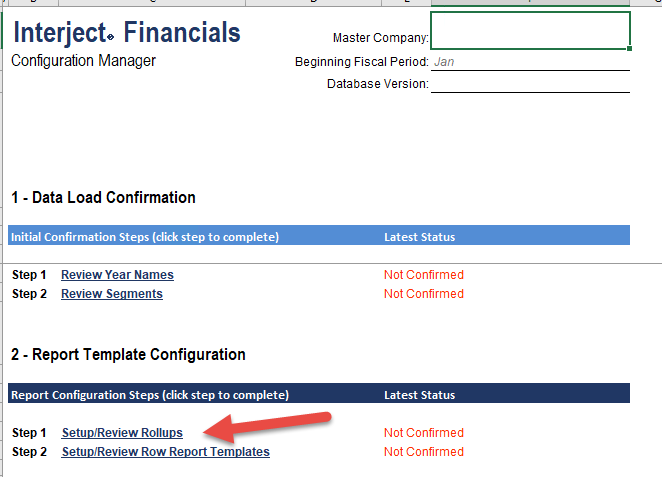 Interject Financials
Configuration Manager
Master Company:
Beginning Fiscal Period: Jan
Database Version:
1 - Data Load Confirmation
Initial Confirmation Steps (click step to complete) Latest Status
Step 1 Review Year Names Not Confirmed
Step 2 Review Segments Not Confirmed
2 - Report Template Configuration
Report Configuration Steps (click step to complete) Latest Status
Step 1 Setup/Review Rollups Not Confirmed
Step 2 Setup/Review Row Report Templates Not Confirmed